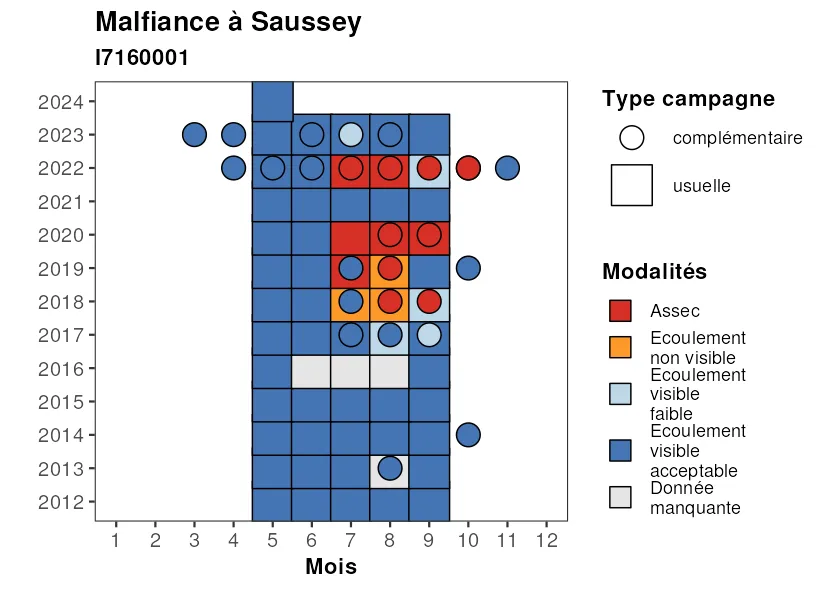 Malfiance à Saussey
I7160001
2024
2023
2022
2021
2020
2019
2018
2017
2016
2015
2014
2013
2012
1 2 3 4 5 6 7 8 9 10 11 12
Mois
Type campagne
complémentaire
usuelle
Modalités
Assec
Ecoulement
non visible
Ecoulement
visible
faible
Ecoulement
visible
acceptable
Donnée
manquante